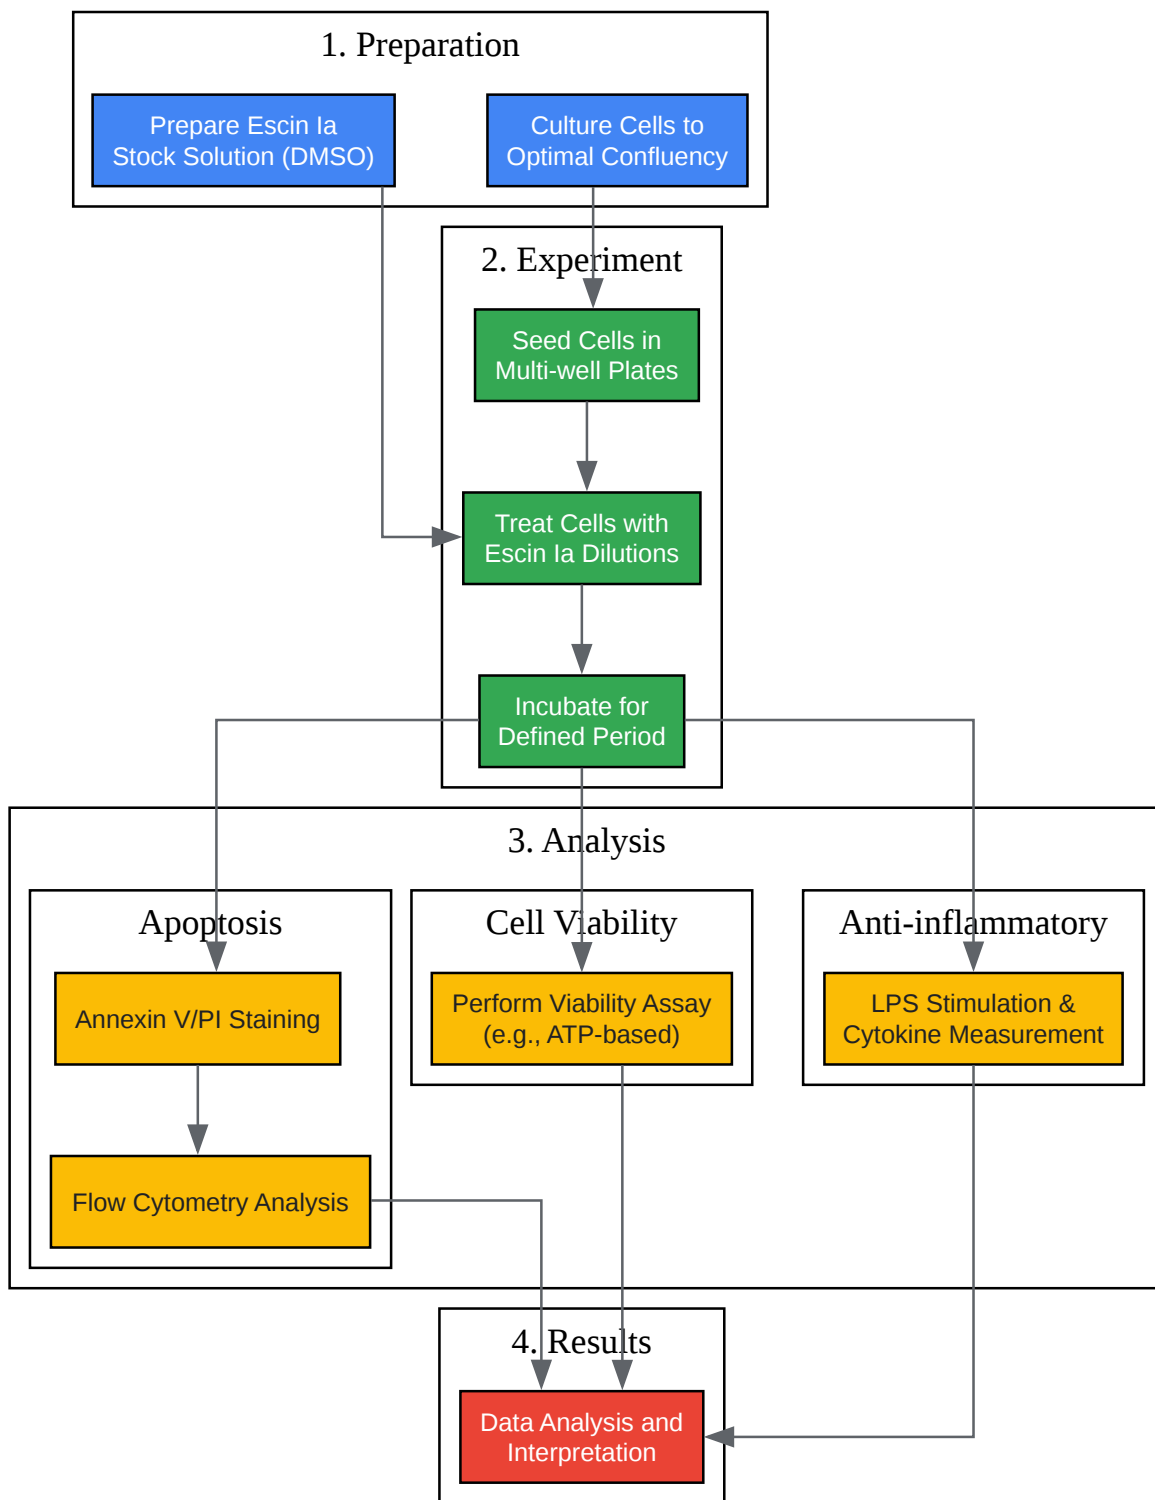 1. Preparation
Prepare Escin Ia
Stock Solution (DMSO)
Culture Cells to
Optimal Confluency
2. Experiment
Seed Cells in
Multi-well Plates
Treat Cells with
Escin Ia Dilutions
Incubate for
Defined Period
3. Analysis
Apoptosis
Annexin V/PI Staining
Flow Cytometry Analysis
Cell Viability
Perform Viability Assay
(e.g., ATP-based)
Anti-inflammatory
LPS Stimulation &
Cytokine Measurement
4. Results
Data Analysis and
Interpretation